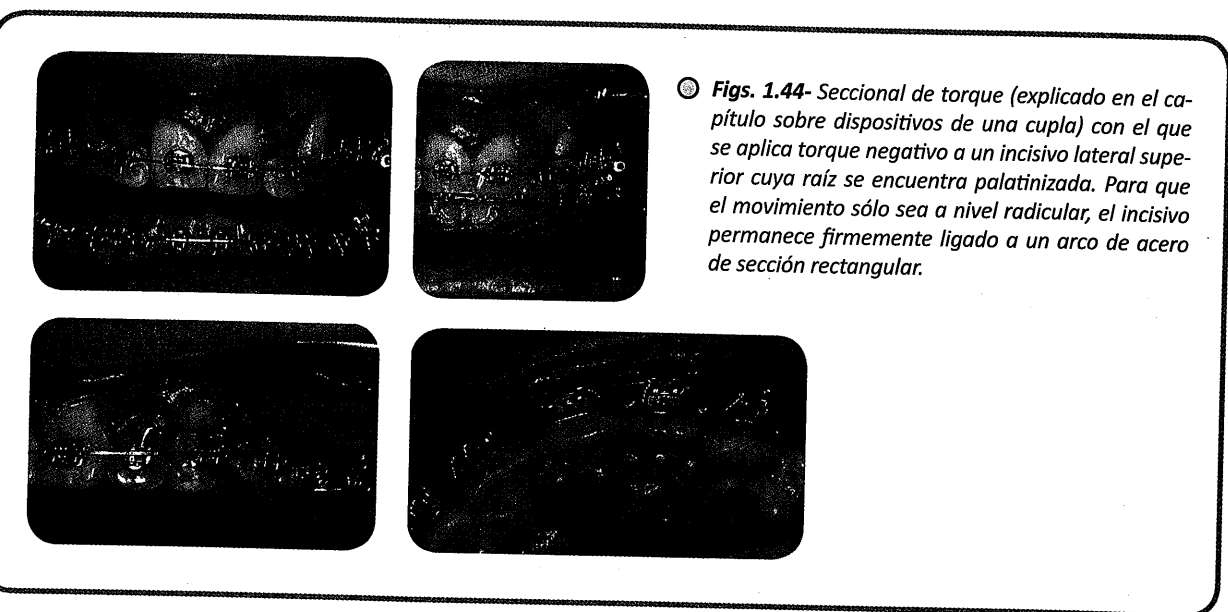 Figs. 1.44- Seccional de torque (explicado en el ca-
pítulo sobre dispositivos de una cupla) con el que
se aplica torque negativo a un incisivo lateral supe-
rior cuya raíz se encuentra palatinizada. Para que
el movimiento sólo sea a nivel radicular, el incisivo
permanece firmemente ligado a un arco de acero
de sección rectangular.